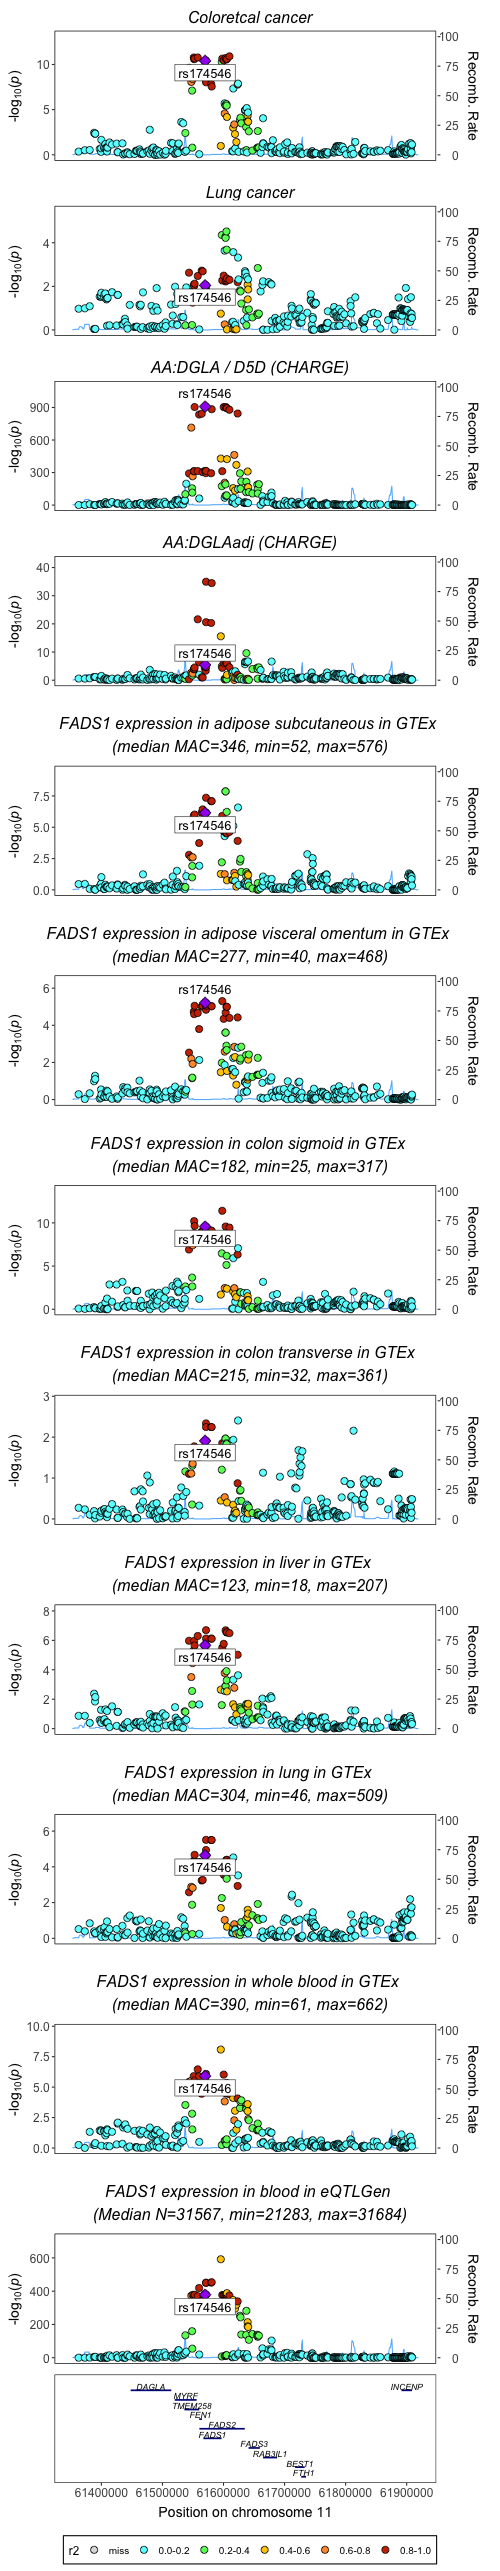 Coloretcal cancer
-log10(p)
10
5
0
100
75
50
25
0
Recomb. Rate
rs174546
Lung cancer
-log10(p)
4
2
0
100
75
50
25
0
Recomb. Rate
rs174546
AA:DGLA / D5D (CHARGE)
-log10(p)
900
600
300
0
100
75
50
25
0
Recomb. Rate
rs174546
AA:DGLAadj (CHARGE)
-log10(p)
40
30
20
10
0
100
75
50
25
0
Recomb. Rate
rs174546
FADS1 expression in adipose subcutaneous in GTEx
(median MAC=346, min=52, max=576)
-log10(p)
7.5
5.0
2.5
0.0
100
75
50
25
0
Recomb. Rate
rs174546
FADS1 expression in adipose visceral omentum in GTEx
(median MAC=277, min=40, max=468)
-log10(p)
6
4
2
0
100
75
50
25
0
Recomb. Rate
rs174546
FADS1 expression in colon sigmoid in GTEx
(median MAC=182, min=25, max=317)
-log10(p)
10
5
0
100
75
50
25
0
Recomb. Rate
rs174546
FADS1 expression in colon transverse in GTEx
(median MAC=215, min=32, max=361)
-log10(p)
3
2
1
0
100
75
50
25
0
Recomb. Rate
rs174546
FADS1 expression in liver in GTEx
(median MAC=123, min=18, max=207)
-log10(p)
8
6
4
2
0
100
75
50
25
0
Recomb. Rate
rs174546
FADS1 expression in lung in GTEx
(median MAC=304, min=46, max=509)
-log10(p)
6
4
2
0
100
75
50
25
0
Recomb. Rate
rs174546
FADS1 expression in whole blood in GTEx
(median MAC=390, min=61, max=662)
-log10(p)
10.0
7.5
5.0
2.5
0.0
100
75
50
25
0
Recomb. Rate
rs174546
FADS1 expression in blood in eQTLGen
(Median N=31567, min=21283, max=31684)
-log10(p)
600
400
200
0
100
75
50
25
0
Recomb. Rate
rs174546
DAGLA INCENP
MYRF
TMEM258
FEN1
FADS2
FADS1
FADS3
RAB3IL1
BEST1
FTH1
61400000 61500000 61600000 61700000 61800000 61900000
Position on chromosome 11
r2 miss 0.0-0.2 0.2-0.4 0.4-0.6 0.6-0.8 0.8-1.0